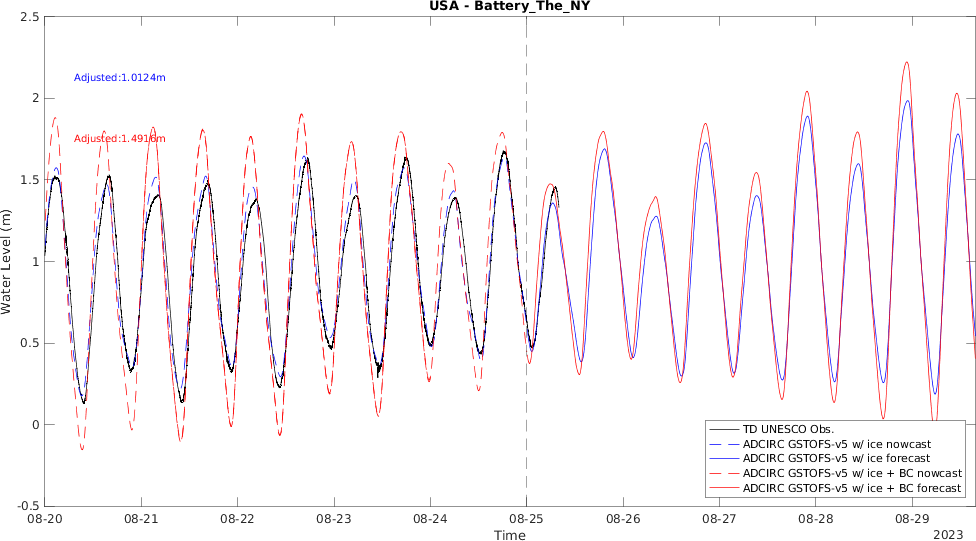 USA - Battery_The_NY
2.5
Adjusted:1.0124m
2
Adjusted:1.4916m
1.5
Water Level (m)
1
0.5
0
-0.5
TD UNESCO Obs.
ADCIRC GSTOFS-v5 w/ ice nowcast
ADCIRC GSTOFS-v5 w/ ice forecast
ADCIRC GSTOFS-v5 w/ ice + BC nowcast
ADCIRC GSTOFS-v5 w/ ice + BC forecast
08-20 08-21 08-22 08-23 08-24 08-25 08-26 08-27 08-28 08-29
Time
2023